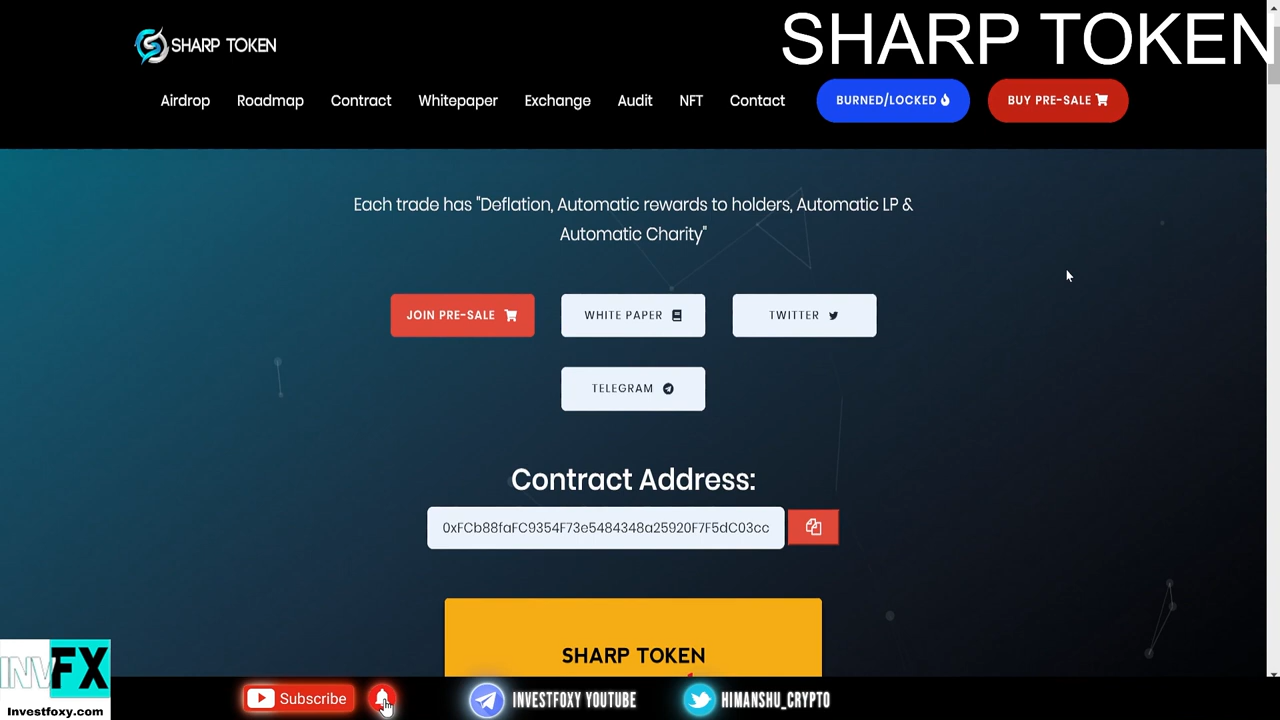 SHARP TOKEN
SHARP TOKEN
Airdrop
Roadmap
Contract
Whitepaper
Exchange
Audit
NFT
Contact
BURNED/LOCKED
BUY PRE-SALE
Each trade has "Deflation, Automatic rewards to holders, Automatic LP &
Automatic Charity"
JOIN PRE-SALE
WHITE PAPER
TWITTER
TELEGRAM
Contract Address:
0xFCb88faFC9354F73e5484348a25920F7F5dC03cc
SHARP TOKEN
INVFX
Investfoxy.com
Subscribe
INVESTFOXY YOUTUBE
HIMANSHU_CRYPTO